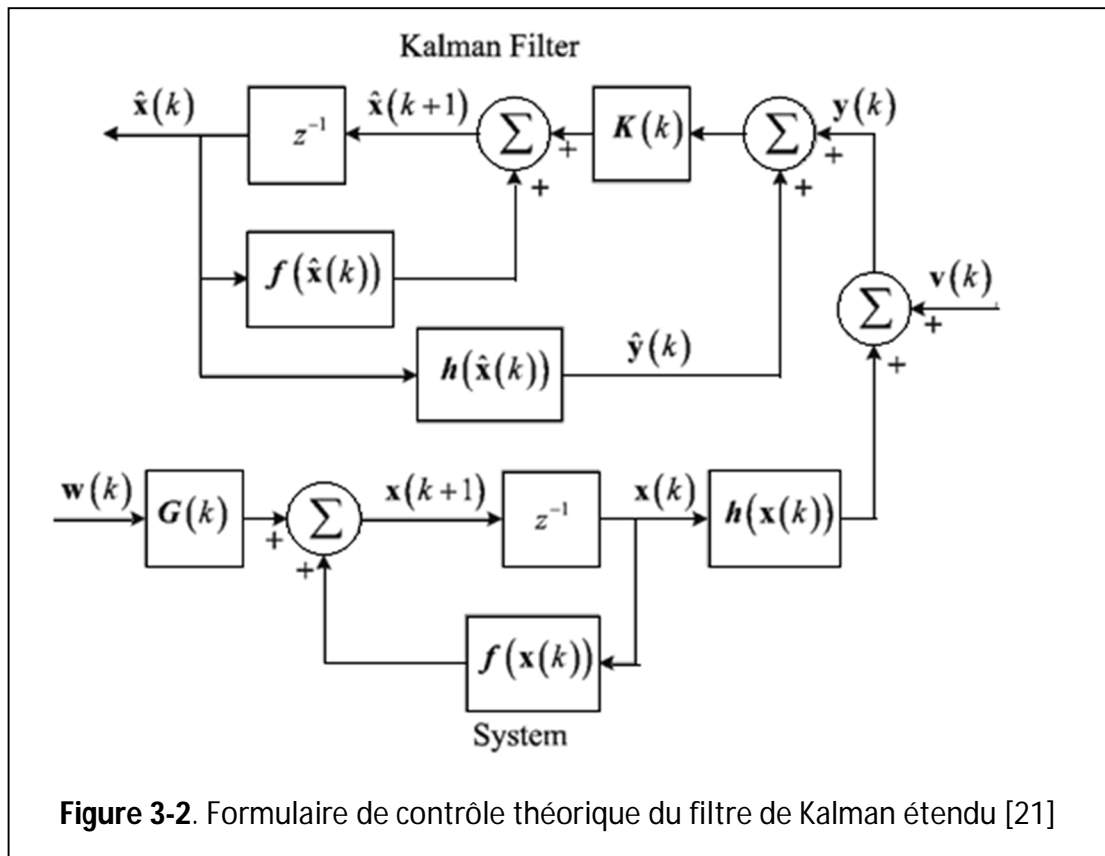 Kalman Filter
x̂(k)
z⁻¹
x̂(k+1)
Σ
+
+
K(k)
Σ
+
+
y(k)
f(x̂(k))
h(x̂(k))
ŷ(k)
Σ
v(k)
+
+
w(k)
G(k)
+
+
Σ
x(k+1)
z⁻¹
x(k)
h(x(k))
f(x(k))
System
Figure 3-2. Formulaire de contrôle théorique du filtre de Kalman étendu [21]